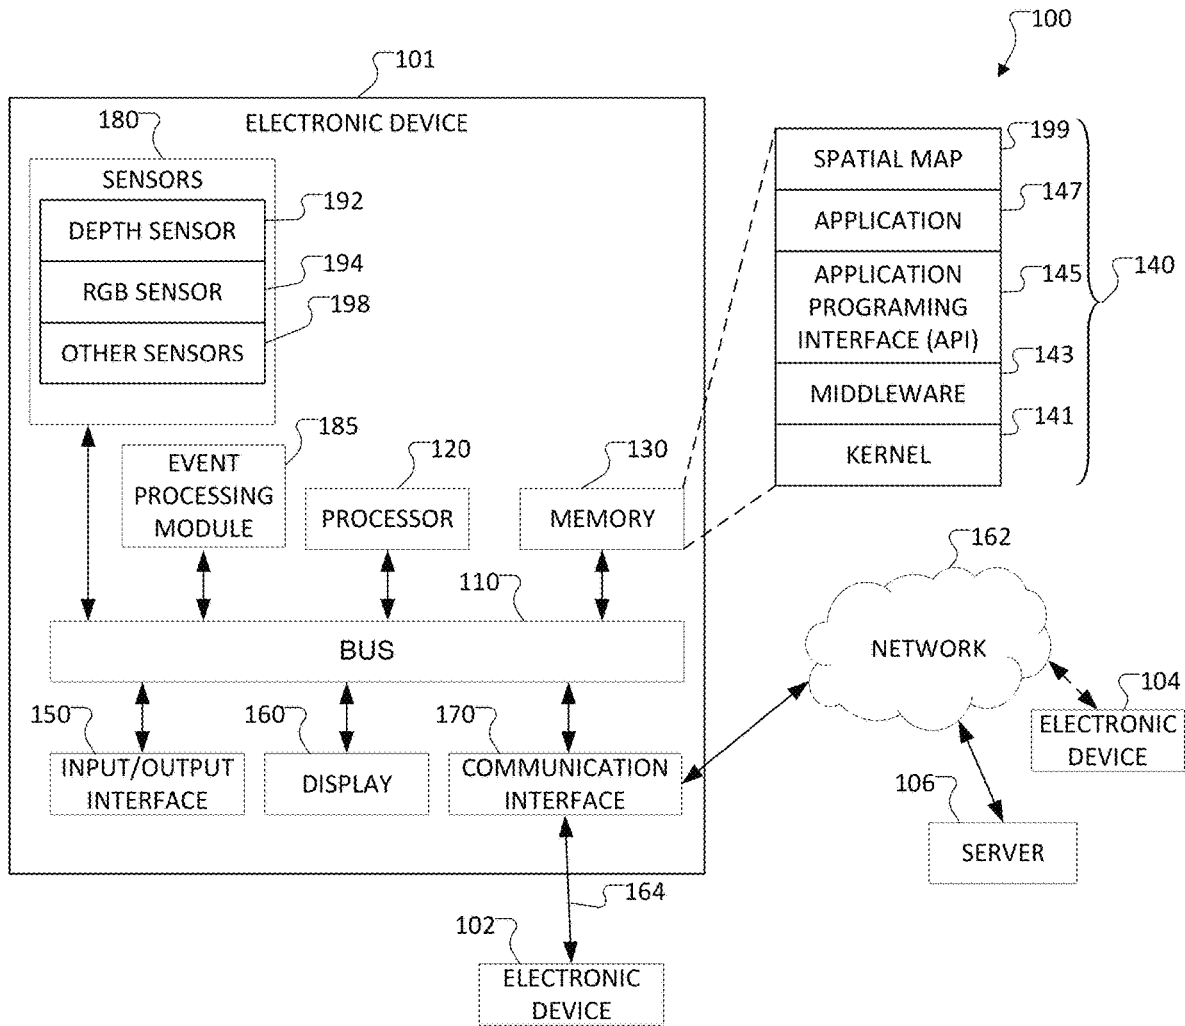 100
101
ELECTRONIC DEVICE
180
SENSORS
192
DEPTH SENSOR
194
RGB SENSOR
198
OTHER SENSORS
199
SPATIAL MAP
147
APPLICATION
145
APPLICATION
PROGRAMING
INTERFACE (API)
143
MIDDLEWARE
141
KERNEL
140
185
EVENT
PROCESSING
MODULE
120
PROCESSOR
130
MEMORY
110
BUS
162
NETWORK
150
INPUT/OUTPUT
INTERFACE
160
DISPLAY
170
COMMUNICATION
INTERFACE
104
ELECTRONIC
DEVICE
106
SERVER
164
102
ELECTRONIC
DEVICE